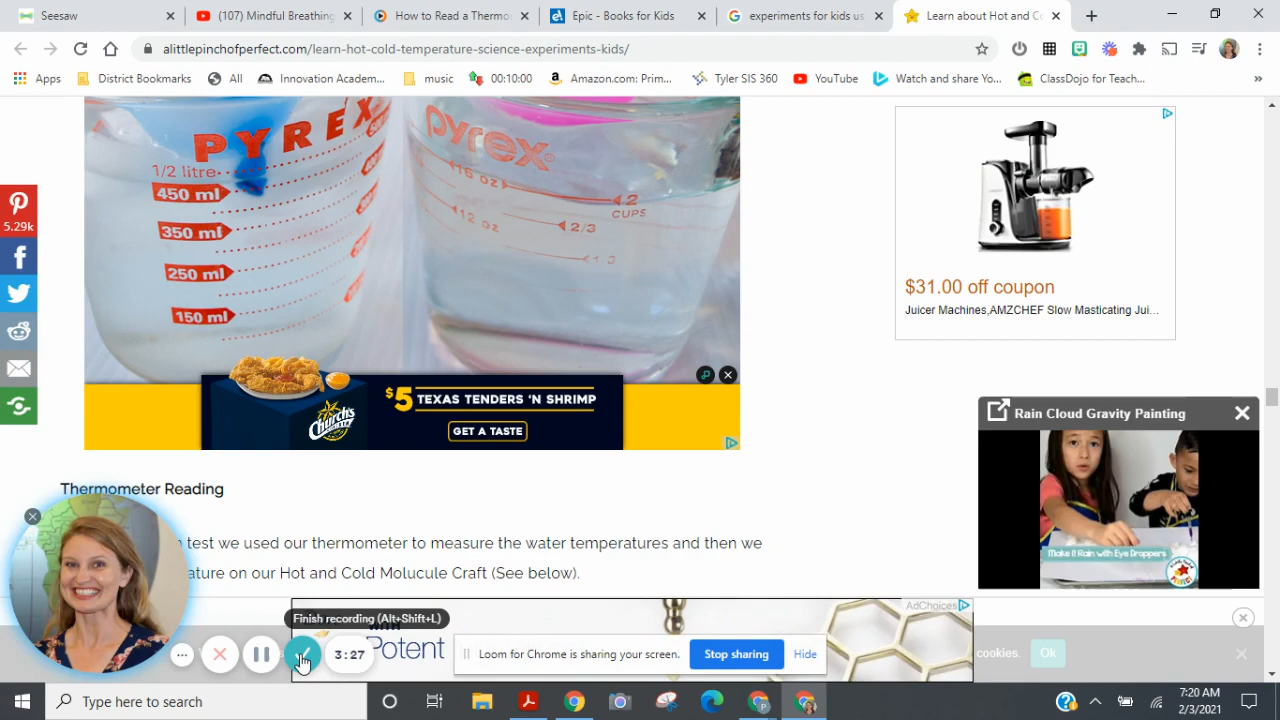 Seesaw
(107) Mindful Breathing
How to Read a Thermo
Epic - Books for Kids
experiments for kids us
Learn about Hot and Co
alittlepinchofperfect.com/learn-hot-cold-temperature-science-experiments-kids/
Apps
District Bookmarks
All
Innovation Academ...
music
00:10:00
Amazon.com: Prim...
Tyler SIS 360
YouTube
Watch and share Yo...
ClassDojo for Teach...
PYREX
1/2 litre
450 ml
350 ml
250 ml
150 ml
pyrex
16 oz
2
CUPS
12 oz
2/3
1/3
5.29k
$31.00 off coupon
Juicer Machines,AMZCHEF Slow Masticating Jui...
Church's
$5 TEXAS TENDERS 'N SHRIMP
GET A TASTE
Rain Cloud Gravity Painting
Make it Rain with Eye Droppers
Thermometer Reading
test we used our thermometer to measure the water temperatures and then we
ature on our Hot and Cold Molucule Craft (See below).
Finish recording (Alt+Shift+L)
3:27
Potent
AdChoices
Loom for Chrome is sharing your screen.
Stop sharing
Hide
cookies.
Ok
Type here to search
7:20 AM
2/3/2021